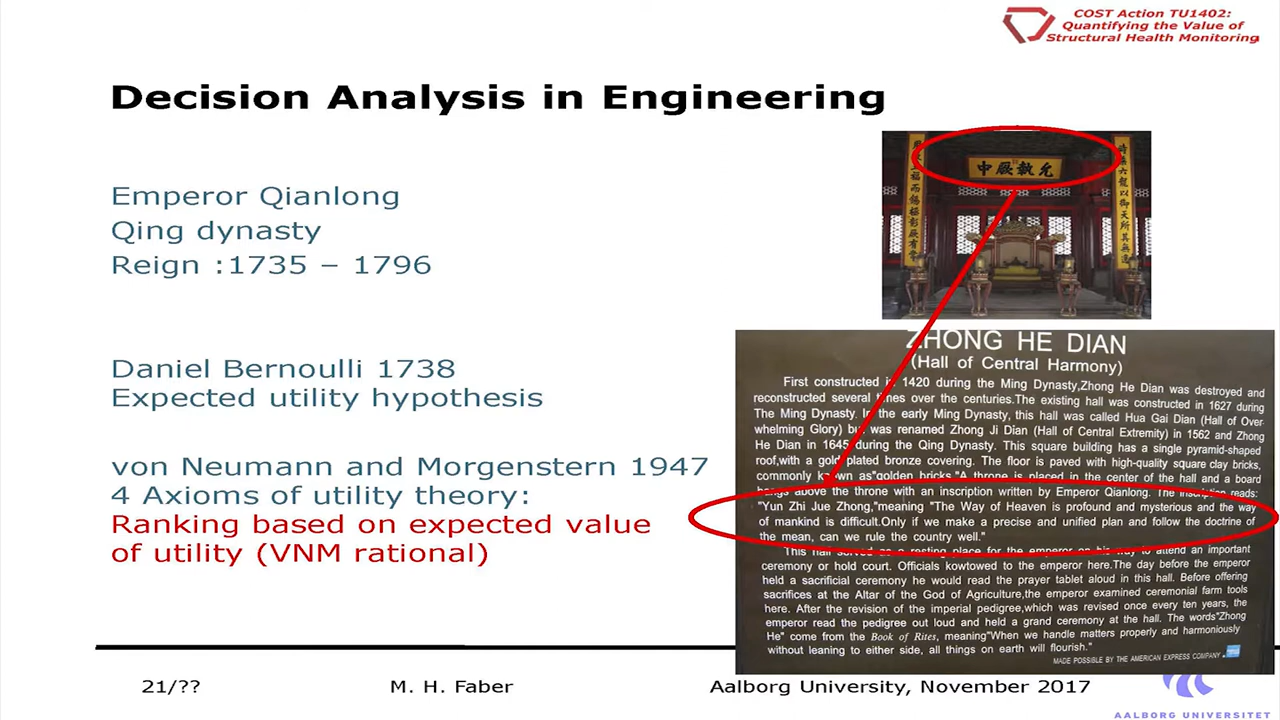 COST Action TU1402:
Quantifying the Value of
Structural Health Monitoring
Decision Analysis in Engineering
Emperor Qianlong
Qing dynasty
Reign :1735 – 1796
Daniel Bernoulli 1738
Expected utility hypothesis
von Neumann and Morgenstern 1947
4 Axioms of utility theory:
Ranking based on expected value
of utility (VNM rational)
中厥執允
時乘六龍以御天所其無逸
ZHONG HE DIAN
(Hall of Central Harmony)
First constructed in 1420 during the Ming Dynasty,Zhong He Dian was destroyed and
reconstructed several times over the centuries.The existing hall was constructed in 1627 during
The Ming Dynasty. In the early Ming Dynasty, this hall was called Hua Gai Dian (Hall of Over-
whelming Glory) but was renamed Zhong Ji Dian (Hall of Central Extremity) in 1562 and Zhong
He Dian in 1645 during the Qing Dynasty. This square building has a single pyramid-shaped
roof,with a gold plated bronze covering. The floor is paved with high-quality square clay bricks,
commonly known as"golden bricks."A throne is placed in the center of the hall and a board
hangs above the throne with an inscription written by Emperor Qianlong. The inscription reads:
"Yun Zhi Jue Zhong,"meaning "The Way of Heaven is profound and mysterious and the way
of mankind is difficult.Only if we make a precise and unified plan and follow the doctrine of
the mean, can we rule the country well."
This hall served as a resting place for the emperor on his way to attend an important
ceremony or hold court. Officials kowtowed to the emperor here.The day before the emperor
held a sacrificial ceremony he would read the prayer tablet aloud in this hall. Before offering
sacrifices at the Altar of the God of Agriculture,the emperor examined ceremonial farm tools
here. After the revision of the imperial pedigree,which was revised once every ten years, the
emperor read the pedigree out loud and held a grand ceremony at the hall. The words"Zhong
He" come from the Book of Rites, meaning"When we handle matters properly and harmoniously
without leaning to either side, all things on earth will flourish."
MADE POSSIBLE BY THE AMERICAN EXPRESS COMPANY
21/??
M. H. Faber
Aalborg University, November 2017
AALBORG UNIVERSITET